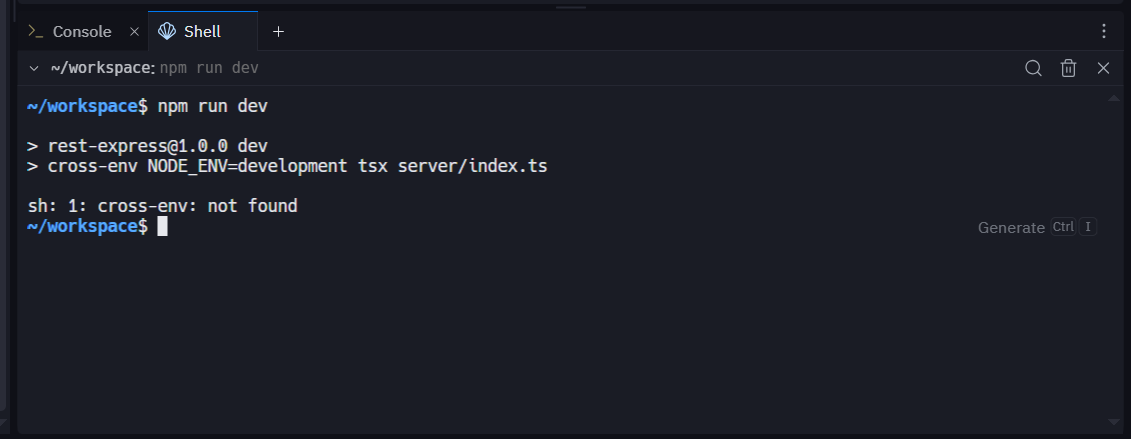 Console
Shell
~/workspace: npm run dev
~/workspace$ npm run dev
> rest-express@1.0.0 dev
> cross-env NODE_ENV=development tsx server/index.ts
sh: 1: cross-env: not found
~/workspace$
Generate Ctrl I